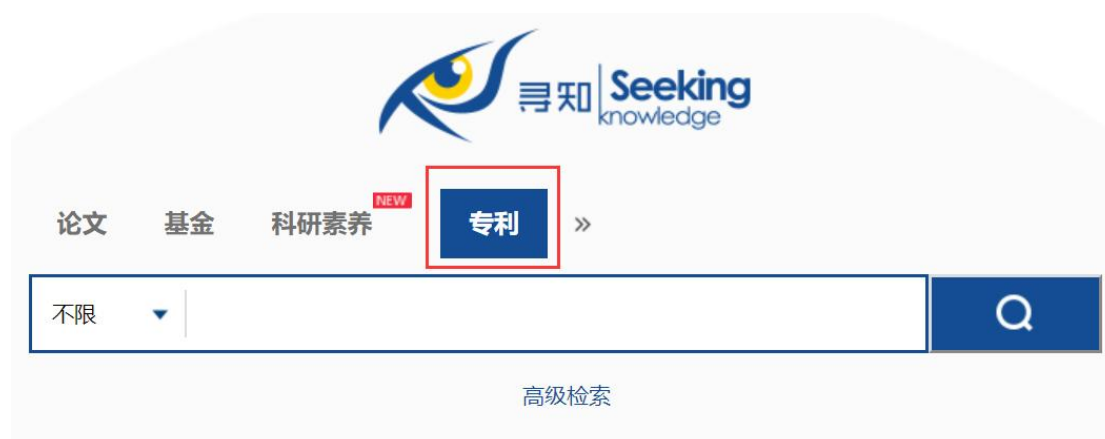 寻知 Seeking
knowledge
论文 基金 科研素养 NEW 专利 »
不限
高级检索